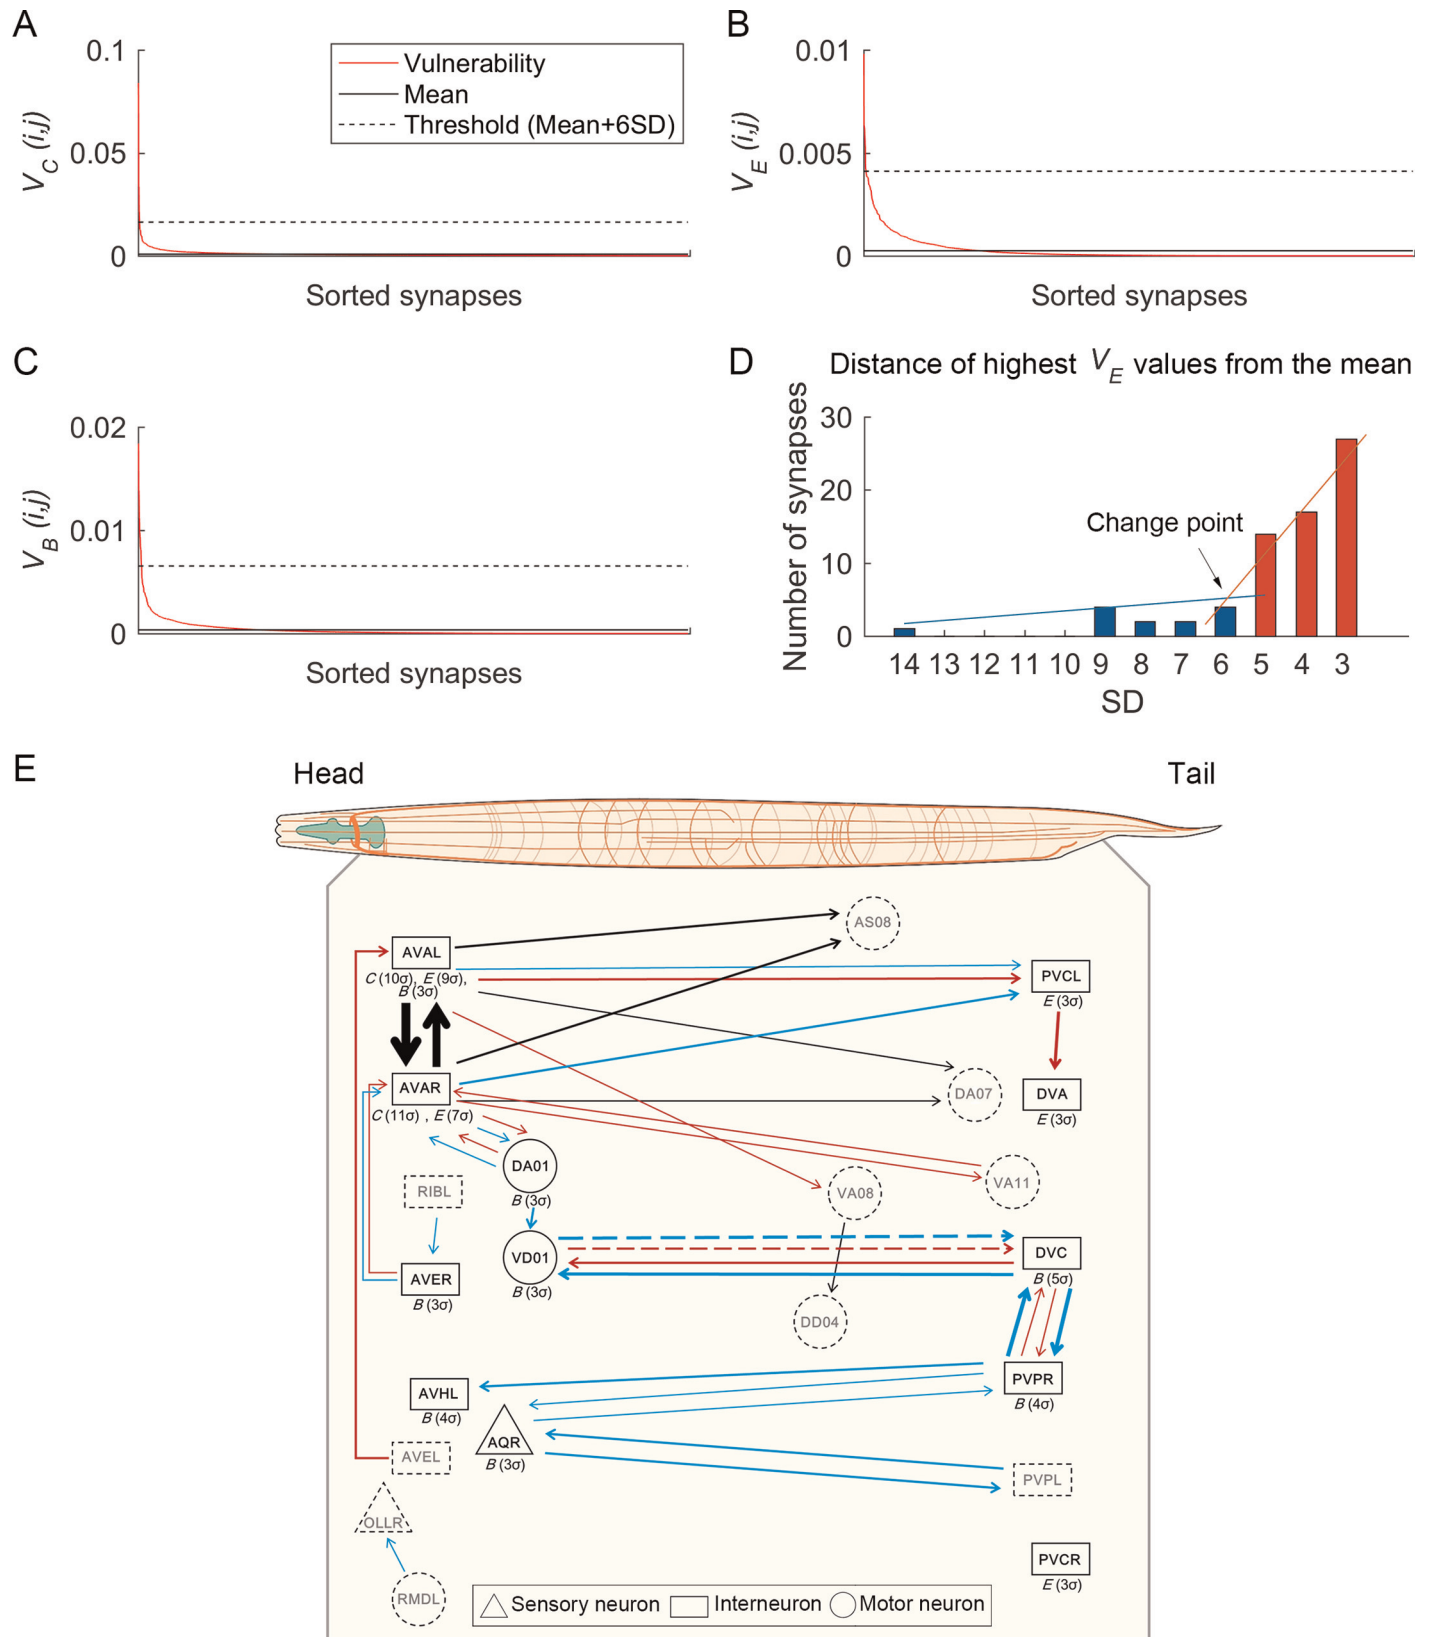 A
0.1
0.05
0
V_C (i,j)
Vulnerability
Mean
Threshold (Mean+6SD)
Sorted synapses
B
0.01
0.005
0
V_E (i,j)
Sorted synapses
C
0.02
0.01
0
V_B (i,j)
Sorted synapses
D
Distance of highest V_E values from the mean
Number of synapses
30
20
10
0
Change point
14 13 12 11 10 9 8 7 6 5 4 3
SD
E
Head
Tail
AS08
AVAL
C (10σ), E (9σ),
B (3σ)
PVCL
E (3σ)
AVAR
C (11σ) , E (7σ)
DA07
DVA
E (3σ)
DA01
B (3σ)
RIBL
VA08
VA11
VD01
B (3σ)
DVC
B (5σ)
AVER
B (3σ)
DD04
AVHL
B (4σ)
PVPR
B (4σ)
AQR
B (3σ)
AVEL
PVPL
OLLR
PVCR
E (3σ)
RMDL
Sensory neuron
Interneuron
Motor neuron